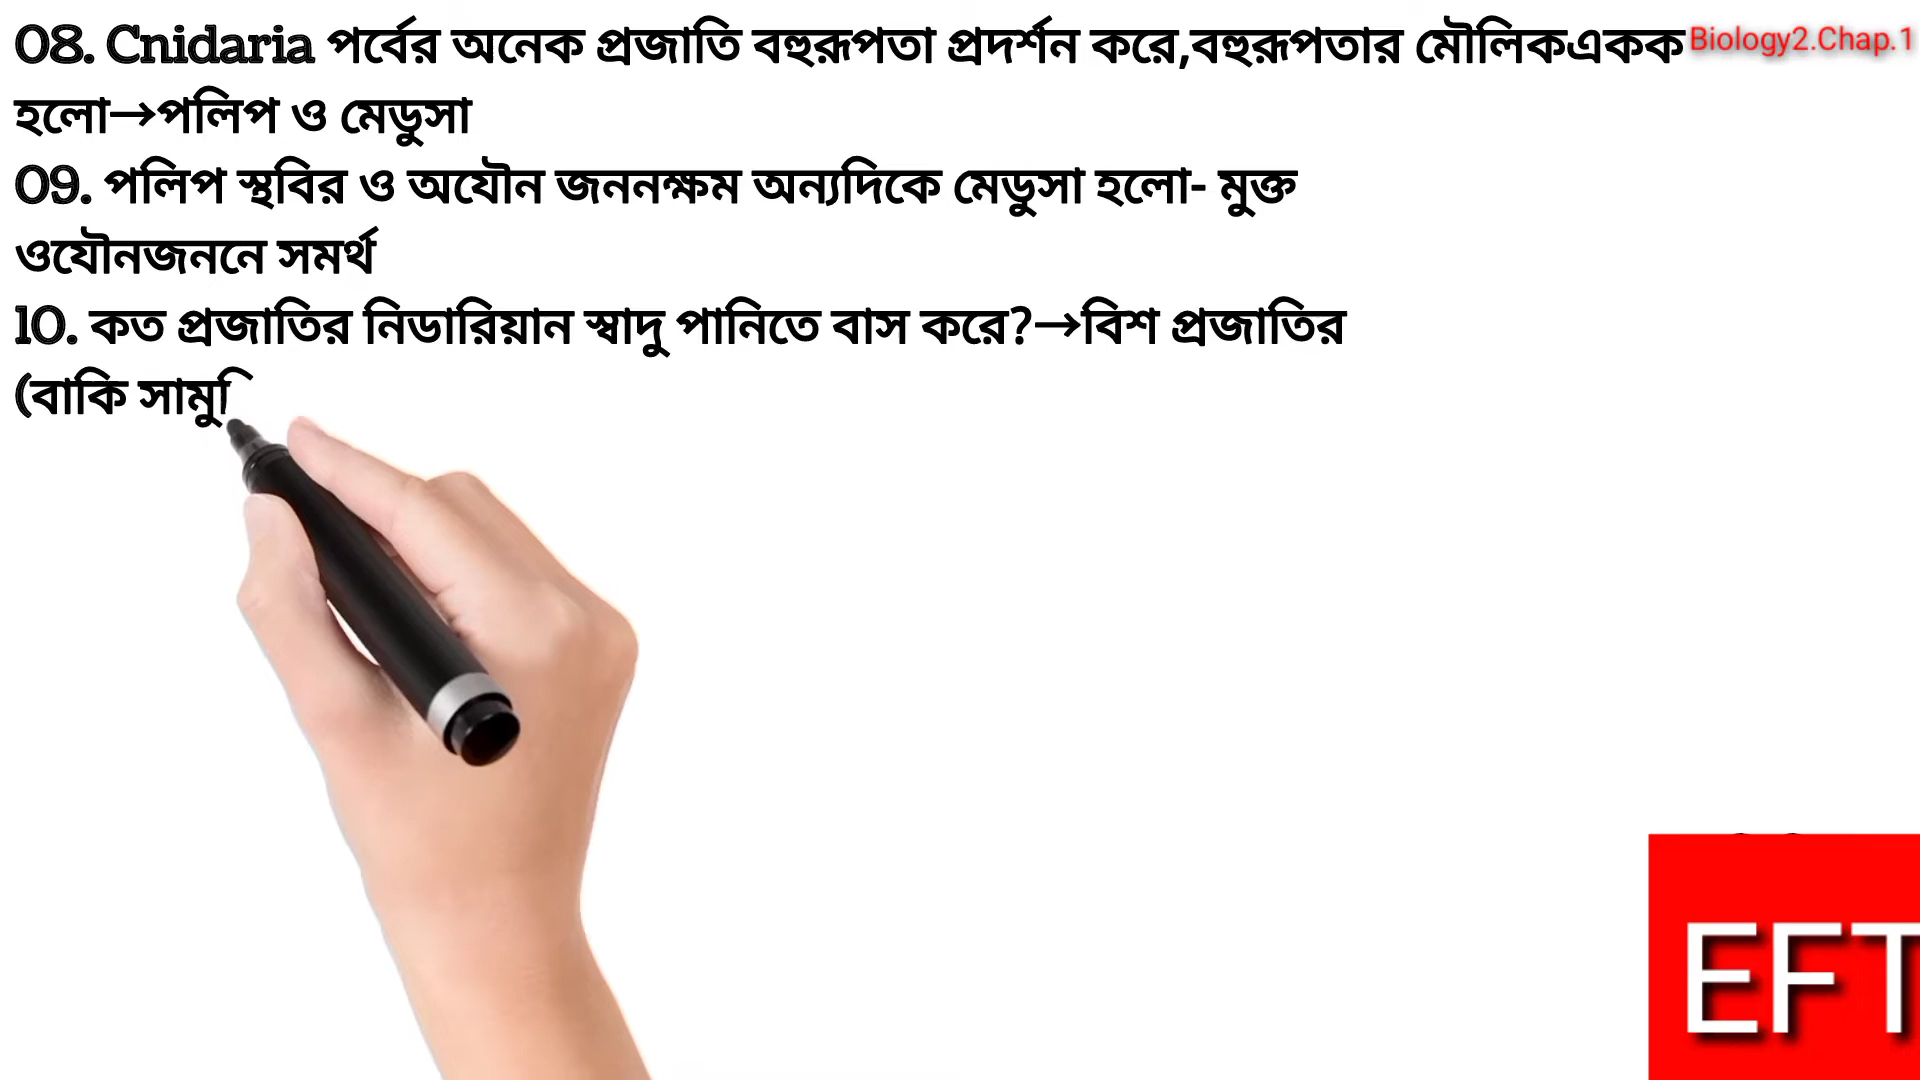 08. Cnidaria পর্বের অনেক প্রজাতি বহুরূপতা প্রদর্শন করে,বহুরূপতার মৌলিকএকক
Biology2.Chap.1
হলো→পলিপ ও মেডুসা
09. পলিপ স্থবির ও অযৌন জননক্ষম অন্যদিকে মেডুসা হলো- মুক্ত
ওযৌনজননে সমর্থ
10. কত প্রজাতির নিডারিয়ান স্বাদু পানিতে বাস করে?→বিশ প্রজাতির
(বাকি
EFT